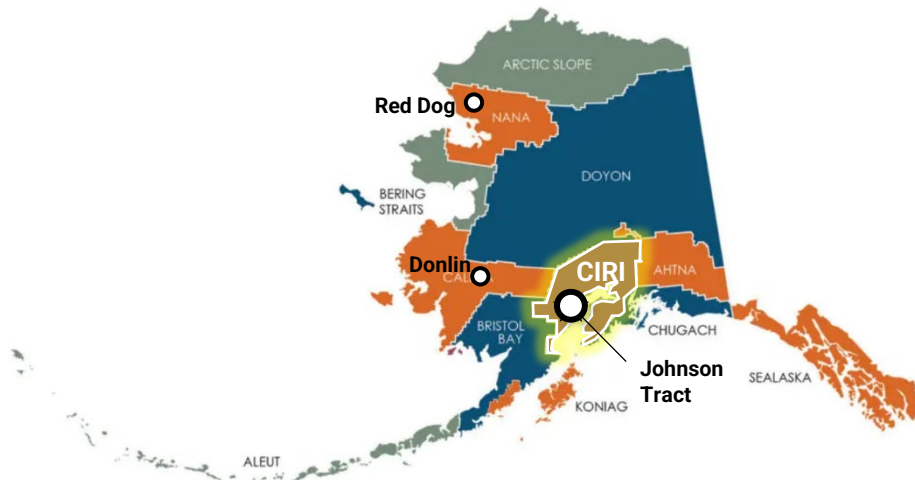 ARCTIC SLOPE
Red Dog
NANA
DOYON
BERING
STRAITS
Donlin
CIRI
AHTNA
BRISTOL
BAY
CHUGACH
Johnson
Tract
SEALASKA
KONIAG
ALEUT